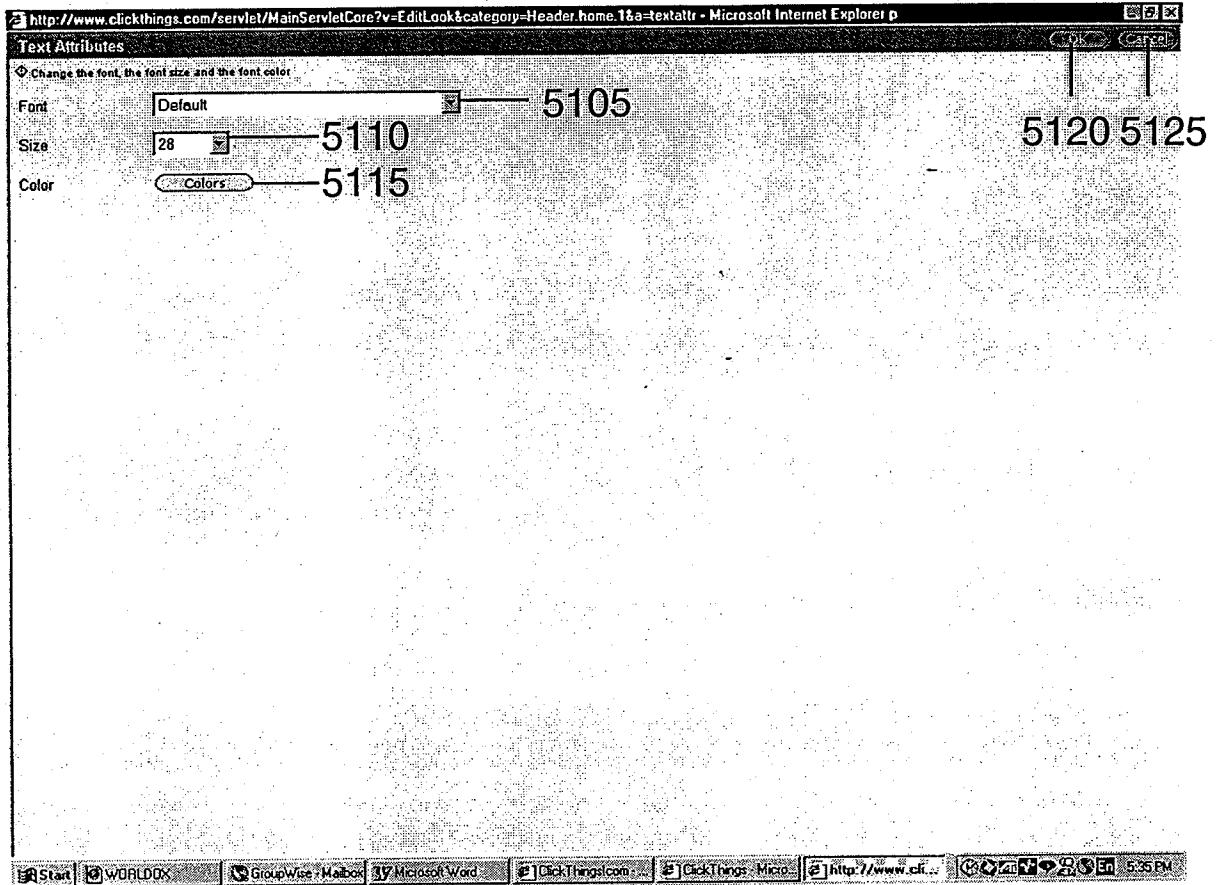 http://www.clickthings.com/servlet/MainServletCore?v=EditLook&category=Header.home.1&a=textattr - Microsoft Internet Explorer p
Text Attributes
OK Cancel
Change the font, the font size and the font color
Font Default 5105
Size 28 5110
5120 5125
Color Colors 5115
Start WORLDOX GroupWise - Mailbox Microsoft Word ClickThings!com - ... ClickThings - Micro... http://www.cli... En 5:35 PM